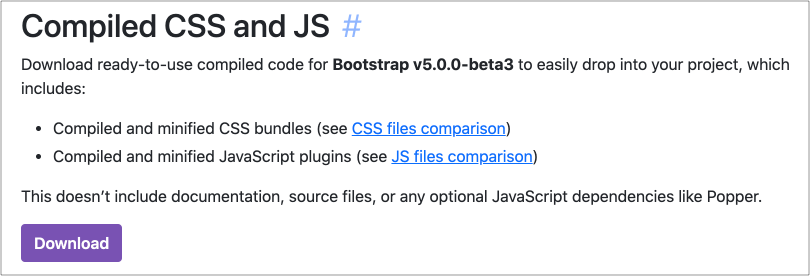 Compiled CSS and JS #
Download ready-to-use compiled code for Bootstrap v5.0.0-beta3 to easily drop into your project, which
includes:
• Compiled and minified CSS bundles (see CSS files comparison)
• Compiled and minified JavaScript plugins (see JS files comparison)
This doesn’t include documentation, source files, or any optional JavaScript dependencies like Popper.
Download